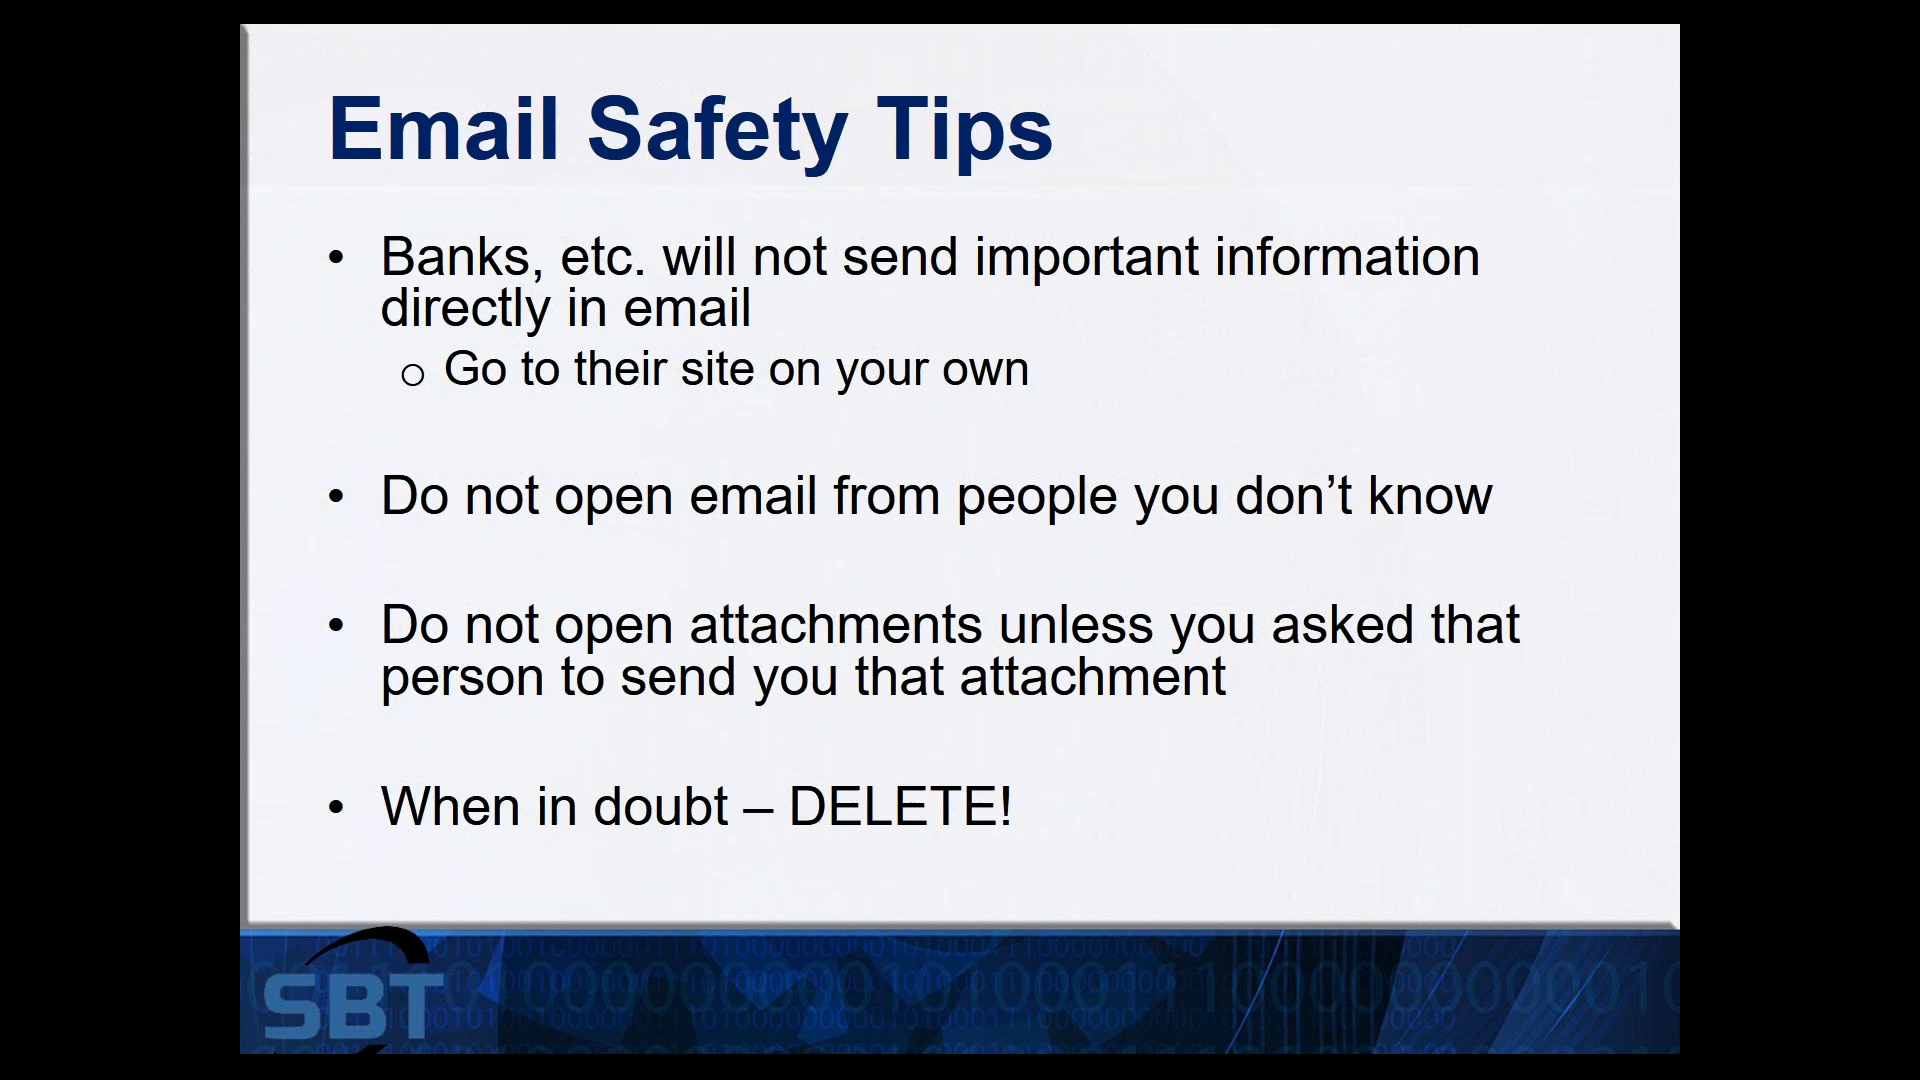 Email Safety Tips
• Banks, etc. will not send important information
directly in email
o Go to their site on your own
• Do not open email from people you don’t know
• Do not open attachments unless you asked that
person to send you that attachment
• When in doubt – DELETE!
SBT